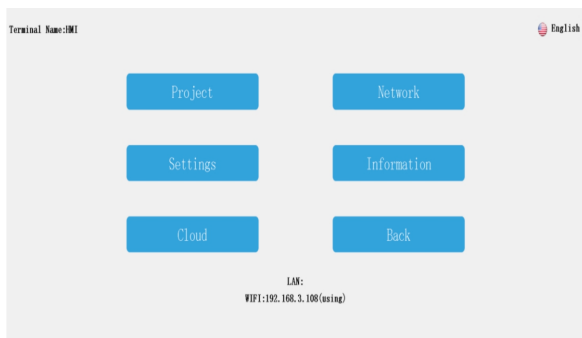 Terminal Name:HMI
English
Project
Network
Settings
Information
Cloud
Back
LAN:
WIFI:192.168.3.108(using)